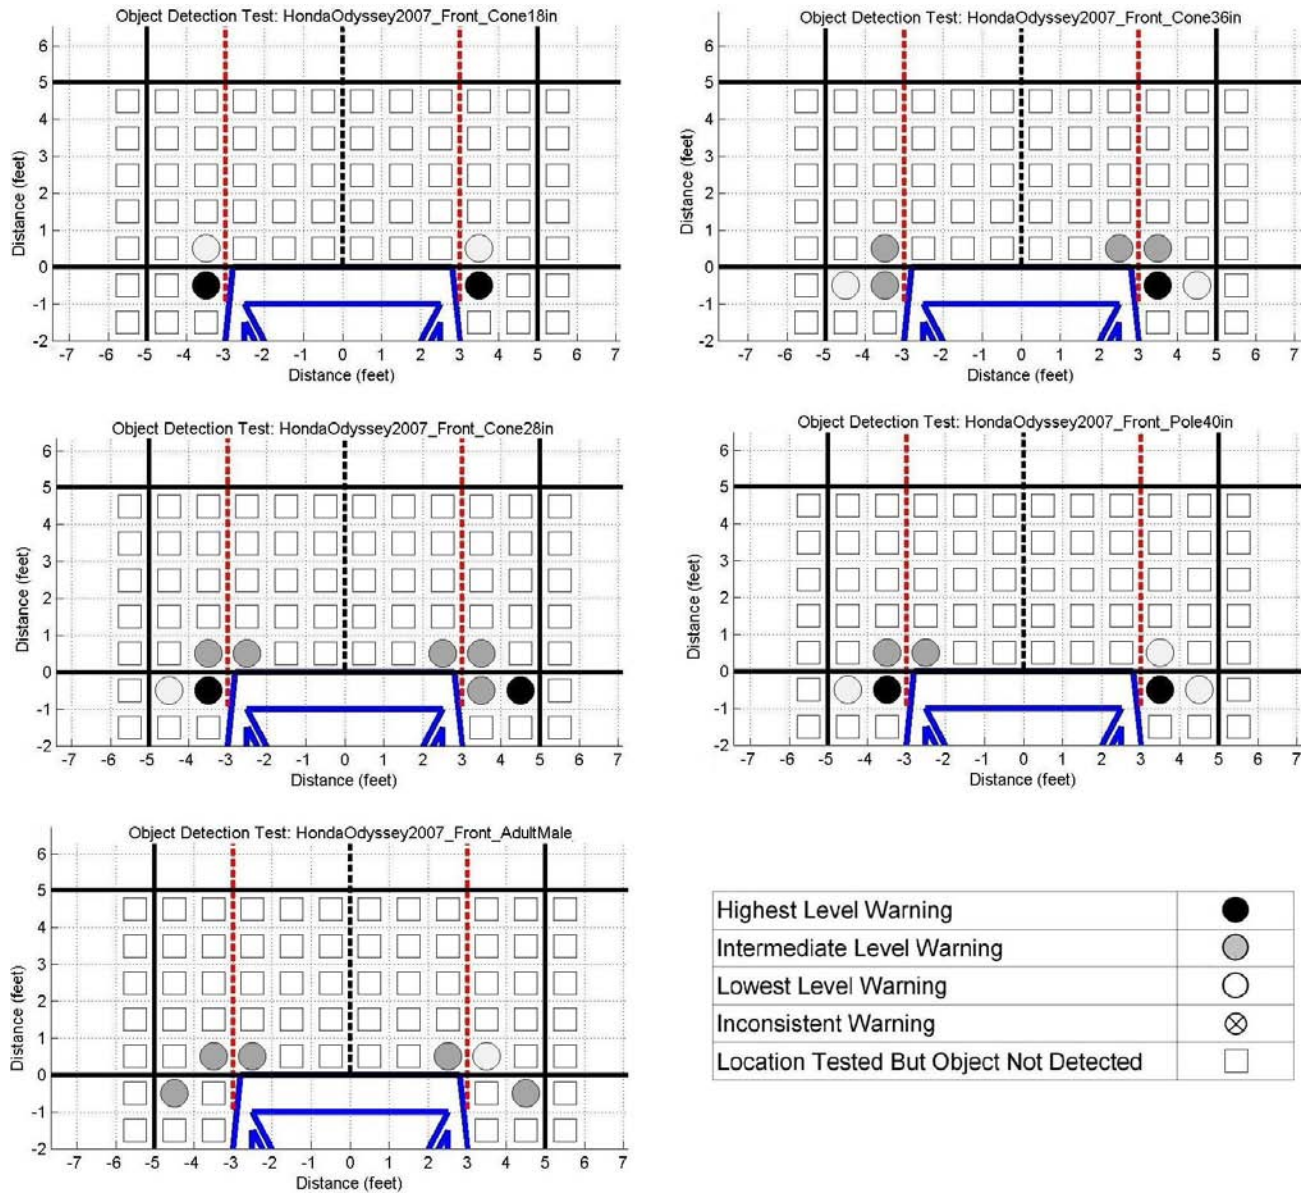 Object Detection Test: HondaOdyssey2007_Front_Cone18in
6
5
4
3
2
1
0
-1
-2
Distance (feet)
-7 -6 -5 -4 -3 -2 -1 0 1 2 3 4 5 6 7
Distance (feet)
Object Detection Test: HondaOdyssey2007_Front_Cone36in
6
5
4
3
2
1
0
-1
-2
Distance (feet)
-7 -6 -5 -4 -3 -2 -1 0 1 2 3 4 5 6 7
Distance (feet)
Object Detection Test: HondaOdyssey2007_Front_Cone28in
6
5
4
3
2
1
0
-1
-2
Distance (feet)
-7 -6 -5 -4 -3 -2 -1 0 1 2 3 4 5 6 7
Distance (feet)
Object Detection Test: HondaOdyssey2007_Front_Pole40in
6
5
4
3
2
1
0
-1
-2
Distance (feet)
-7 -6 -5 -4 -3 -2 -1 0 1 2 3 4 5 6 7
Distance (feet)
Object Detection Test: HondaOdyssey2007_Front_AdultMale
6
5
4
3
2
1
0
-1
-2
Distance (feet)
-7 -6 -5 -4 -3 -2 -1 0 1 2 3 4 5 6 7
Distance (feet)
Highest Level Warning
Intermediate Level Warning
Lowest Level Warning
Inconsistent Warning
Location Tested But Object Not Detected